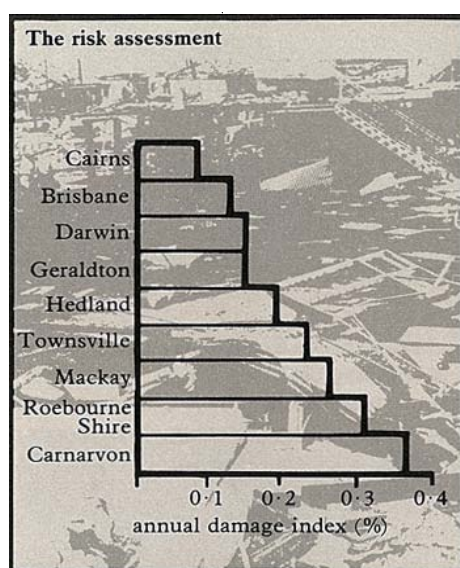 The risk assessment
Cairns
Brisbane
Darwin
Geraldton
Hedland
Townsville
Mackay
Roebourne
Shire
Carnarvon
0·1 0·2 0·3 0·4
annual damage index (%)